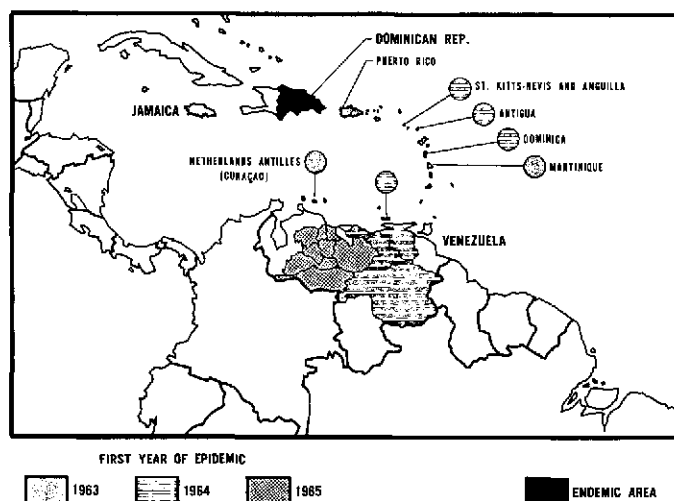 DOMINICAN REP.
PUERTO RICO
JAMAICA
ST. KITTS-NEVIS AND ANGUILLA
ANTIGUA
DOMINICA
NETHERLANDS ANTILLES
(CURAÇAO)
MARTINIQUE
VENEZUELA
FIRST YEAR OF EPIDEMIC
1963
1964
1965
ENDEMIC AREA